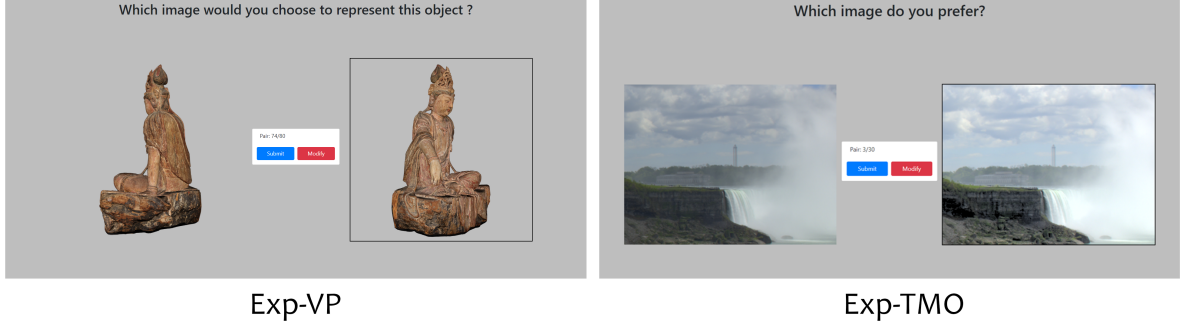 Which image would you choose to represent this object ?
Pair: 74/80
Submit Modify
Exp-VP
Which image do you prefer?
Pair: 3/30
Submit Modify
Exp-TMO